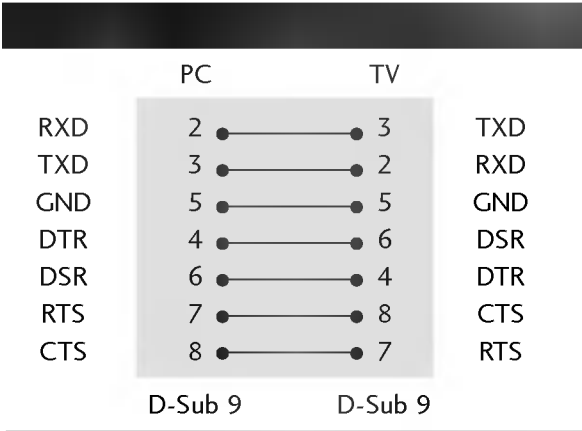 PC TV
RXD 2 3 TXD
TXD 3 2 RXD
GND 5 5 GND
DTR 4 6 DSR
DSR 6 4 DTR
RTS 7 8 CTS
CTS 8 7 RTS
D-Sub 9 D-Sub 9